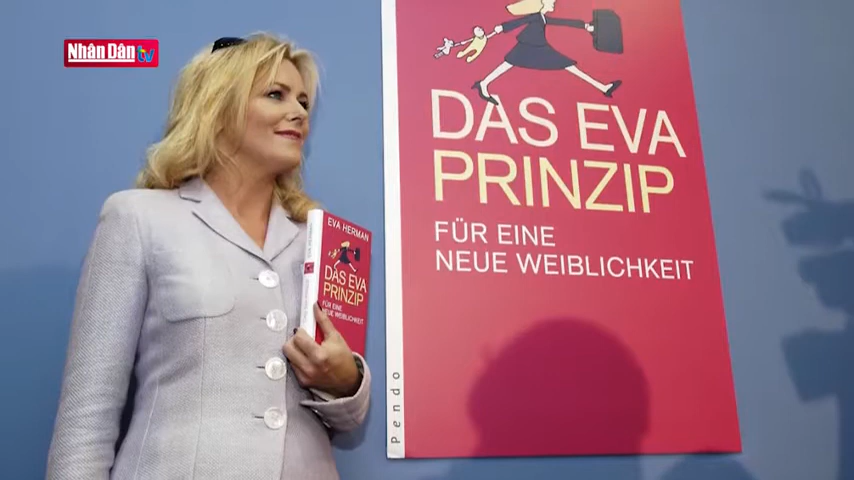 Nhân Dân tv
DAS EVA
PRINZIP
FÜR EINE
NEUE WEIBLICHKEIT
Pendo
EVA HERMAN
DAS EVA
PRINZIP
FÜR EINE
NEUE WEIBLICHKEIT